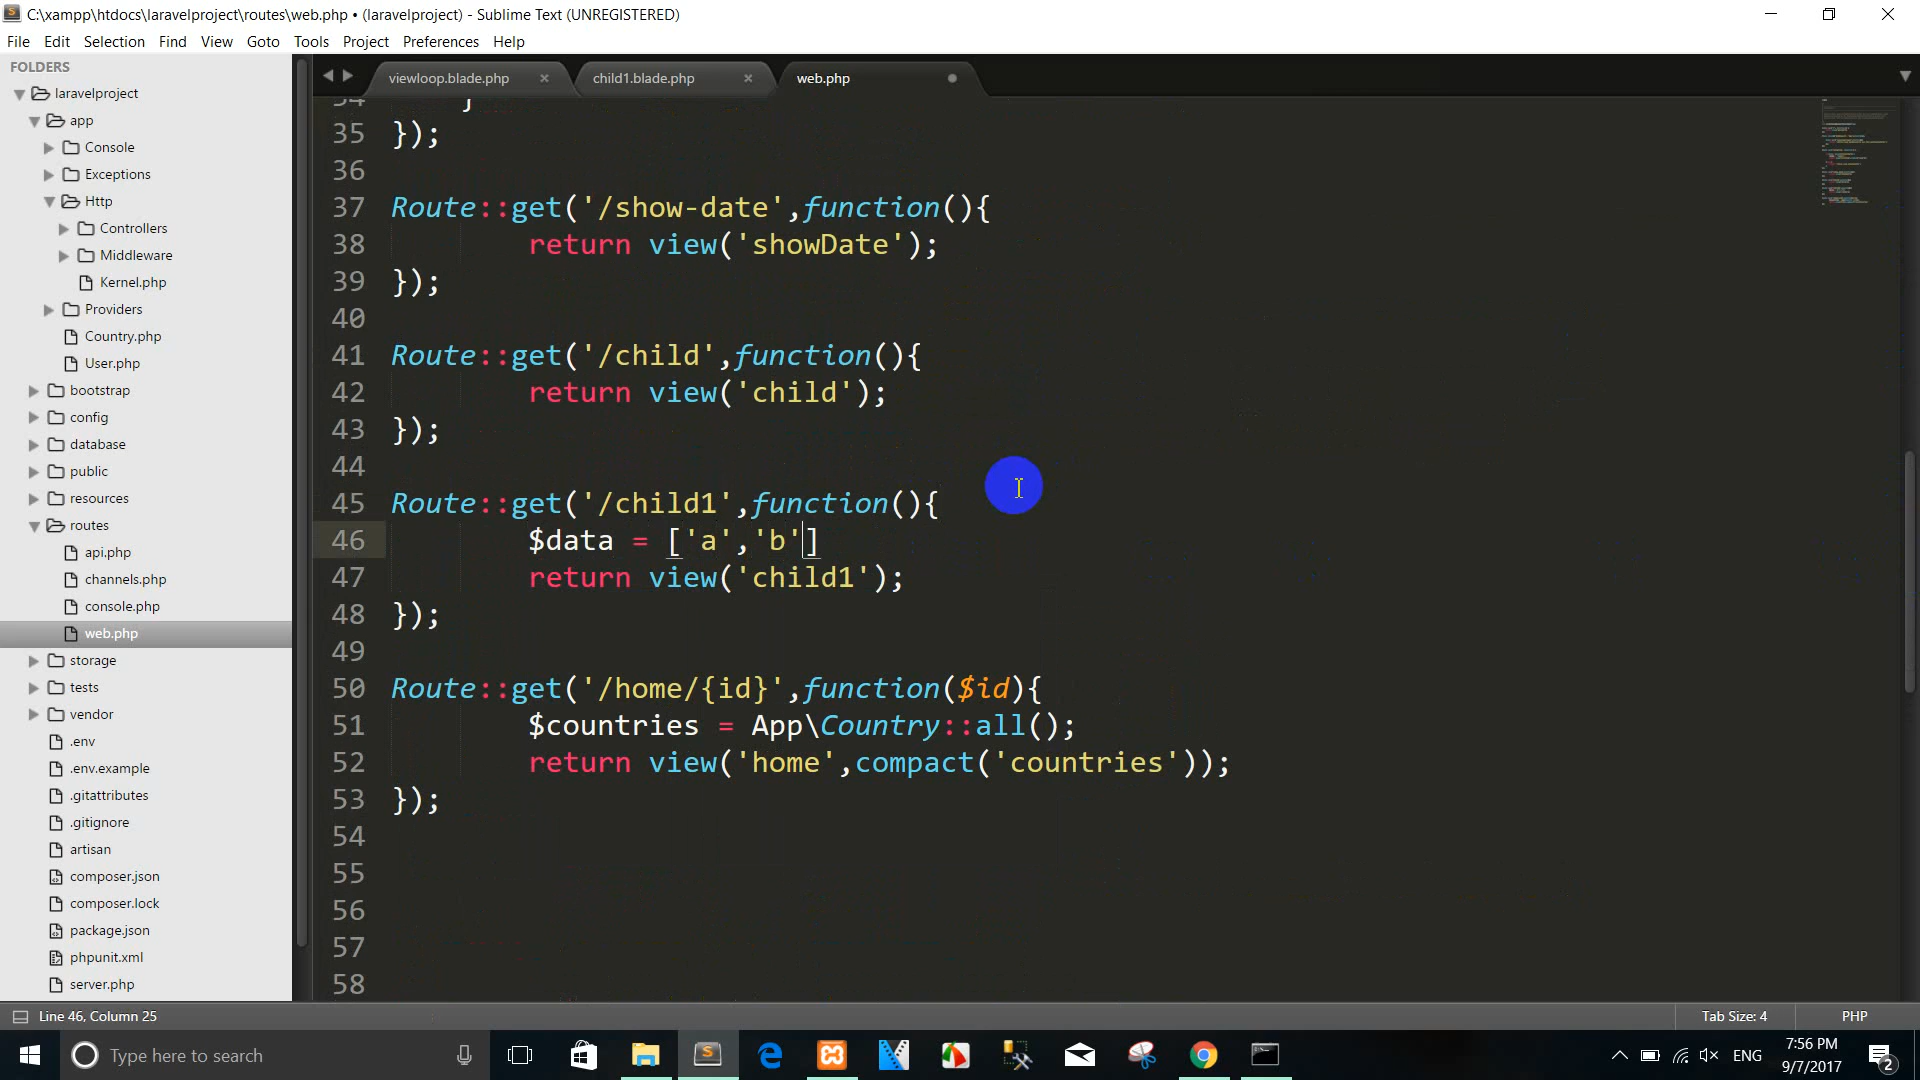 C:\xampp\htdocs\laravelproject\routes\web.php • (laravelproject) - Sublime Text (UNREGISTERED)
File Edit Selection Find View Goto Tools Project Preferences Help
FOLDERS
laravelproject
app
Console
Exceptions
Http
Controllers
Middleware
Kernel.php
Providers
Country.php
User.php
bootstrap
config
database
public
resources
routes
api.php
channels.php
console.php
web.php
storage
tests
vendor
.env
.env.example
.gitattributes
.gitignore
artisan
composer.json
composer.lock
package.json
phpunit.xml
server.php
viewloop.blade.php child1.blade.php web.php
34 }
35 });
36
37 Route::get('/show-date',function(){
38 return view('showDate');
39 });
40
41 Route::get('/child',function(){
42 return view('child');
43 });
44
45 Route::get('/child1',function(){
46 $data = ['a','b']
47 return view('child1');
48 });
49
50 Route::get('/home/{id}',function($id){
51 $countries = App\Country::all();
52 return view('home',compact('countries'));
53 });
54
55
56
57
58
Line 46, Column 25 Tab Size: 4 PHP
Type here to search
ENG
7:56 PM
9/7/2017
2